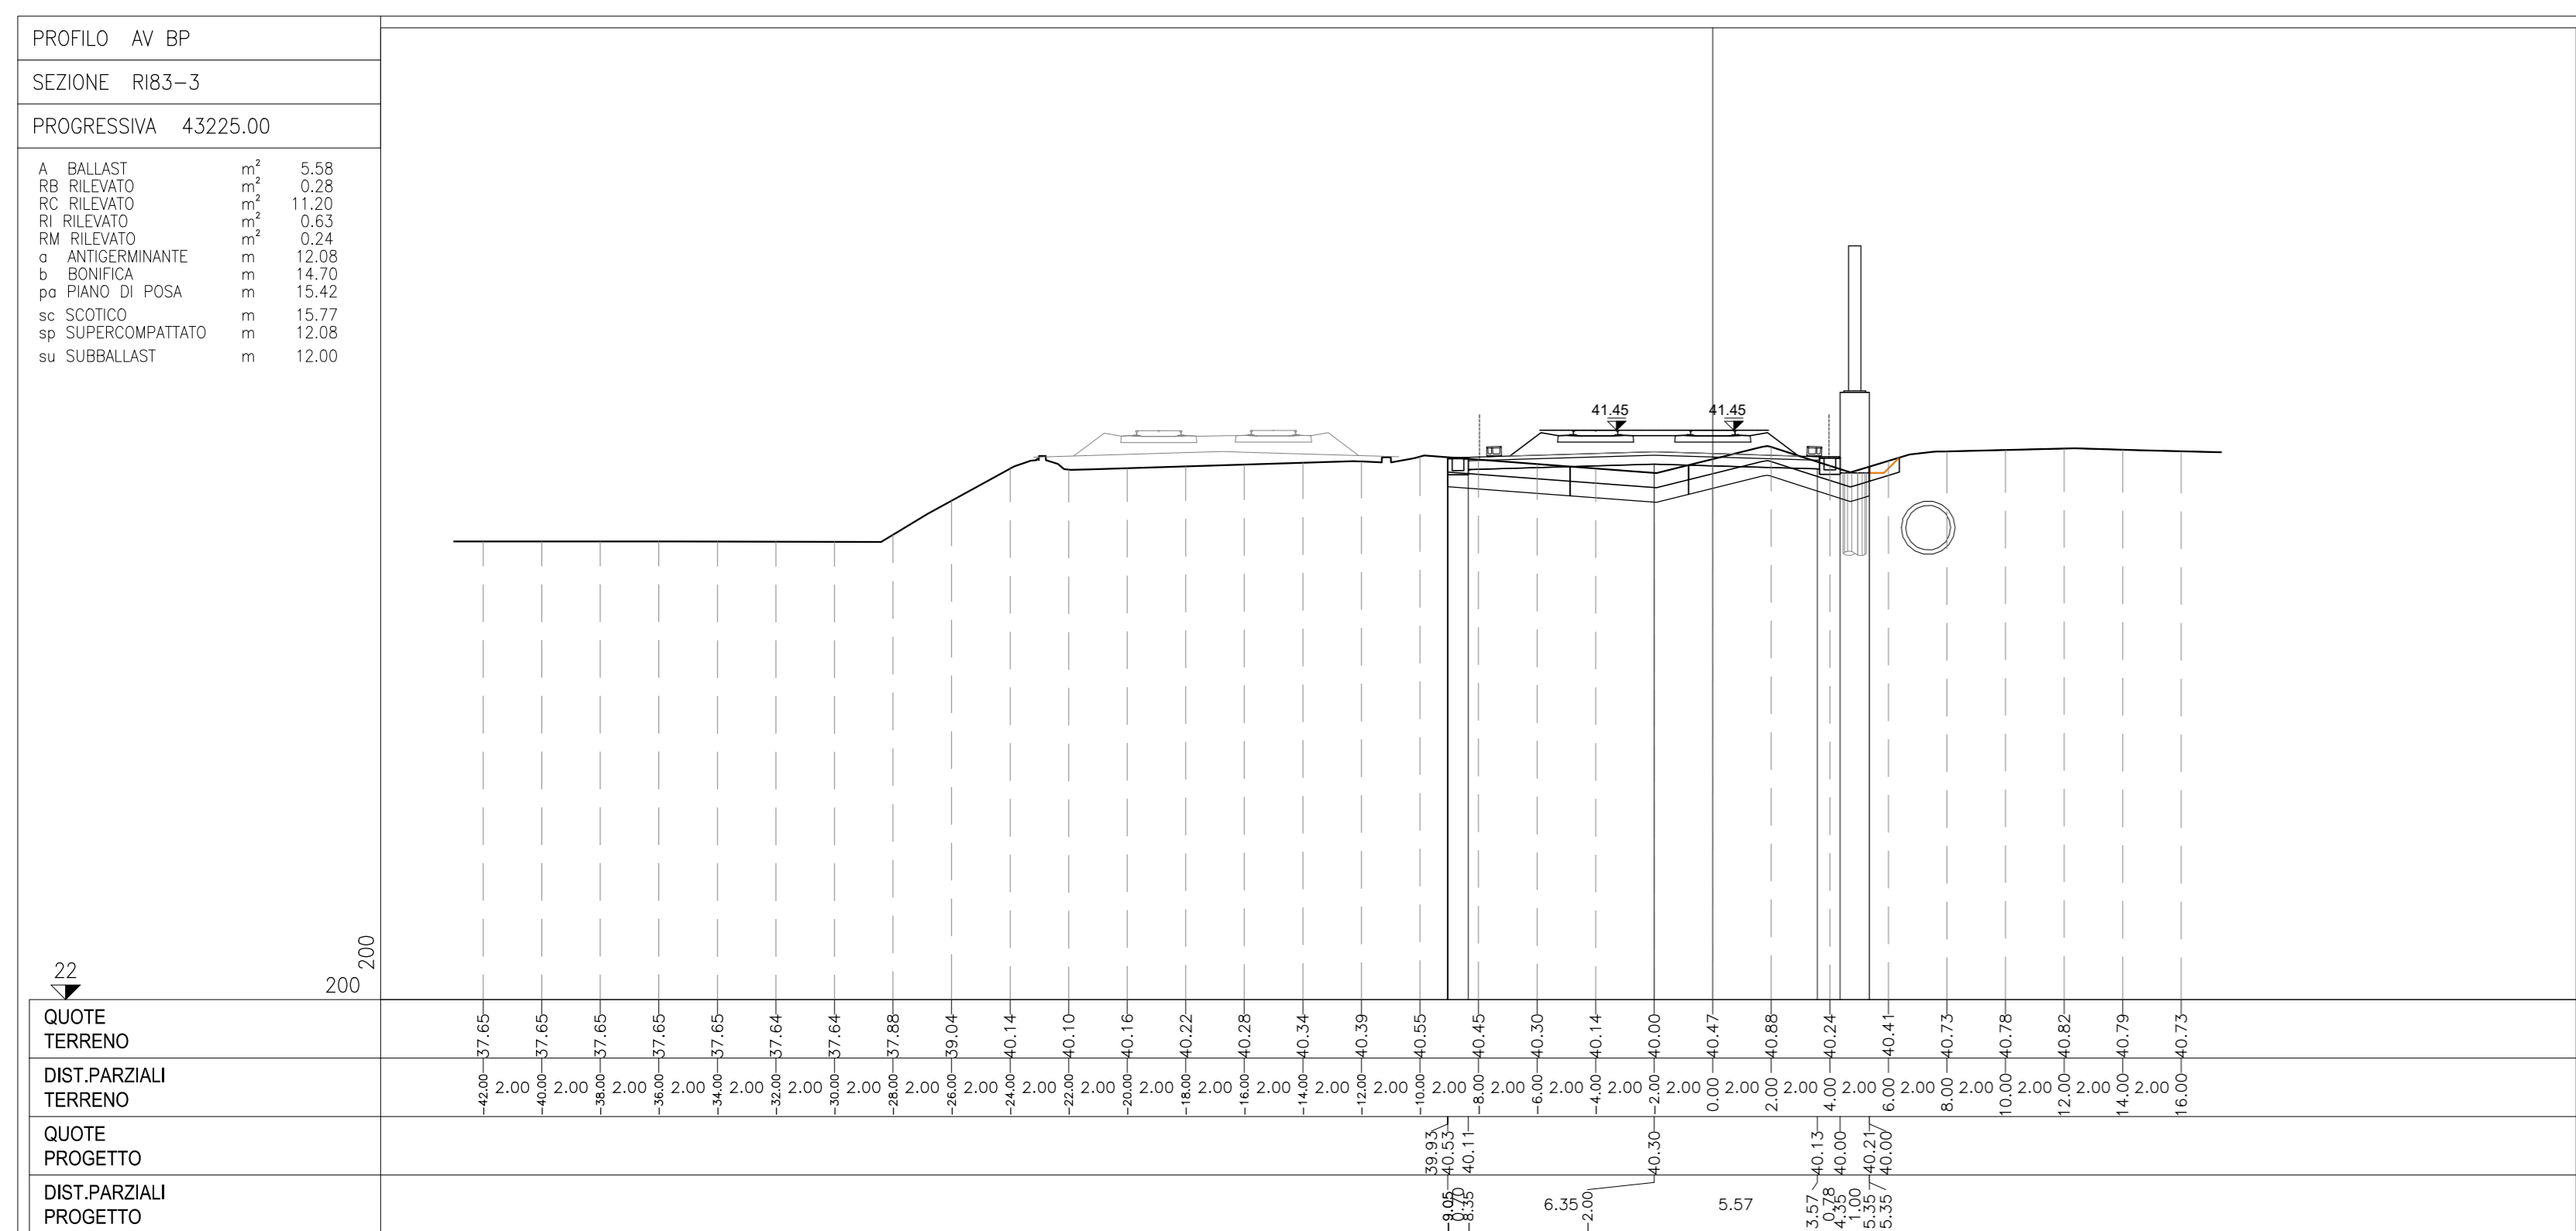 PROFILO AV BP
SEZIONE RI83-3
PROGRESSIVA 43225.00
A BALLAST m² 5.58
RB RILEVATO m² 0.28
RC RILEVATO m² 11.20
RI RILEVATO m² 0.63
RM RILEVATO m² 0.24
a ANTIGERMINANTE m 12.08
b BONIFICA m 14.70
pa PIANO DI POSA m 15.42
sc SCOTICO m 15.77
sp SUPERCOMPATTATO m 12.08
su SUBBALLAST m 12.00
41.45 41.45
200
22 200
QUOTE
TERRENO
37.65 37.65 37.65 37.65 37.65 37.64 37.64 37.88 39.04 40.14 40.10 40.16 40.22 40.28 40.34 40.39 40.55 40.45 40.30 40.14 40.00 40.47 40.88 40.24 40.41 40.73 40.78 40.82 40.79 40.73
DIST.PARZIALI
TERRENO
-42.00 2.00 -40.00 2.00 -38.00 2.00 -36.00 2.00 -34.00 2.00 -32.00 2.00 -30.00 2.00 -28.00 2.00 -26.00 2.00 -24.00 2.00 -22.00 2.00 -20.00 2.00 -18.00 2.00 -16.00 2.00 -14.00 2.00 -12.00 2.00 -10.00 2.00 -8.00 2.00 -6.00 2.00 -4.00 2.00 -2.00 2.00 0.00 2.00 2.00 2.00 4.00 2.00 6.00 2.00 8.00 2.00 10.00 2.00 12.00 2.00 14.00 2.00 16.00
QUOTE
PROGETTO
39.93 40.53 40.11 40.30 40.13 40.00 40.21 40.00
DIST.PARZIALI
PROGETTO
-9.05 0.70 -8.35 6.35 -2.00 5.57 3.57 0.78 4.35 1.00 5.35 5.35